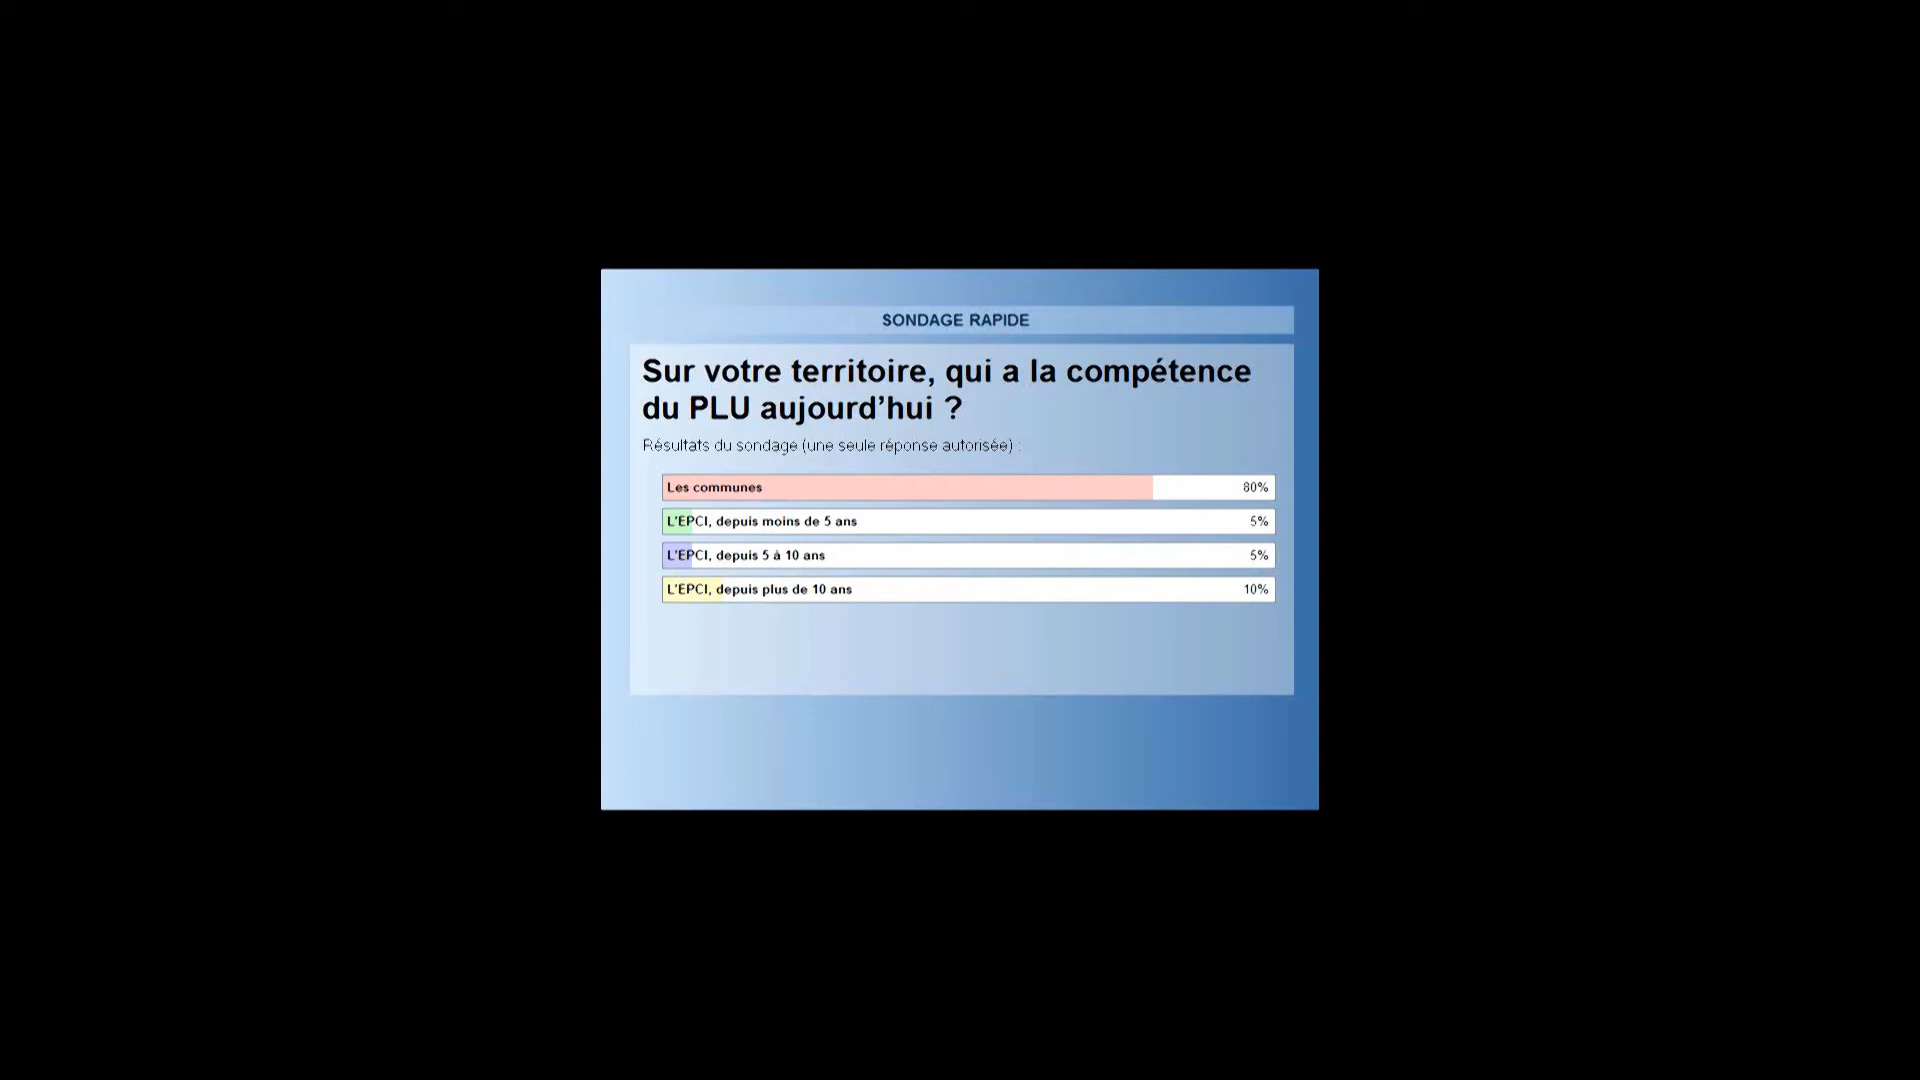 SONDAGE RAPIDE
Sur votre territoire, qui a la compétence
du PLU aujourd’hui ?
Résultats du sondage (une seule réponse autorisée) :
Les communes 80%
L'EPCI, depuis moins de 5 ans 5%
L'EPCI, depuis 5 à 10 ans 5%
L'EPCI, depuis plus de 10 ans 10%